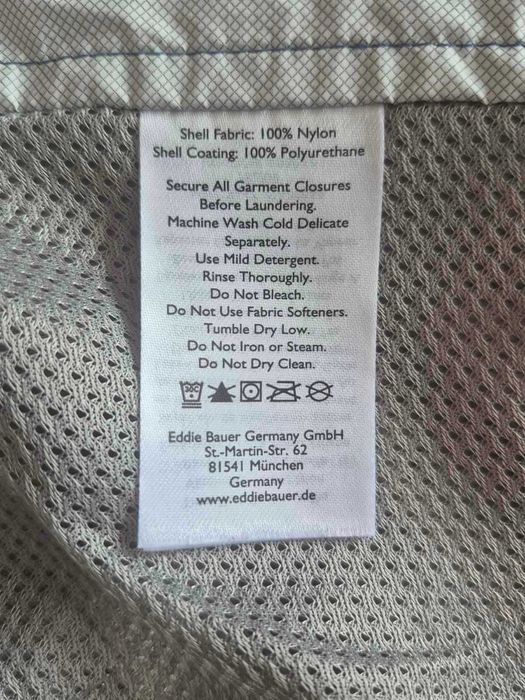 Shell Fabric: 100% Nylon
Shell Coating: 100% Polyurethane
Secure All Garment Closures
Before Laundering.
Machine Wash Cold Delicate
Separately.
Use Mild Detergent.
Rinse Thoroughly.
Do Not Bleach.
Do Not Use Fabric Softeners.
Tumble Dry Low.
Do Not Iron or Steam.
Do Not Dry Clean.
Eddie Bauer Germany GmbH
St.-Martin-Str. 62
81541 München
Germany
www.eddiebauer.de